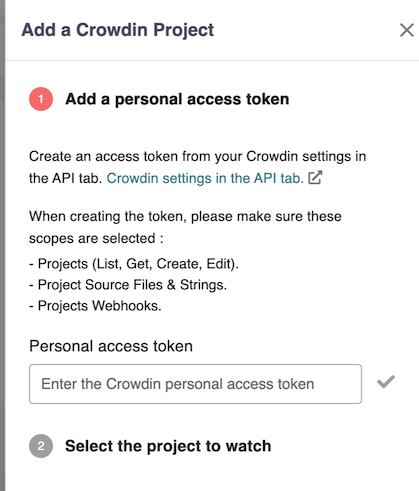 Add a Crowdin Project
1 Add a personal access token
Create an access token from your Crowdin settings in
the API tab. Crowdin settings in the API tab.
When creating the token, please make sure these
scopes are selected :
- Projects (List, Get, Create, Edit).
- Project Source Files & Strings.
- Projects Webhooks.
Personal access token
Enter the Crowdin personal access token
2 Select the project to watch